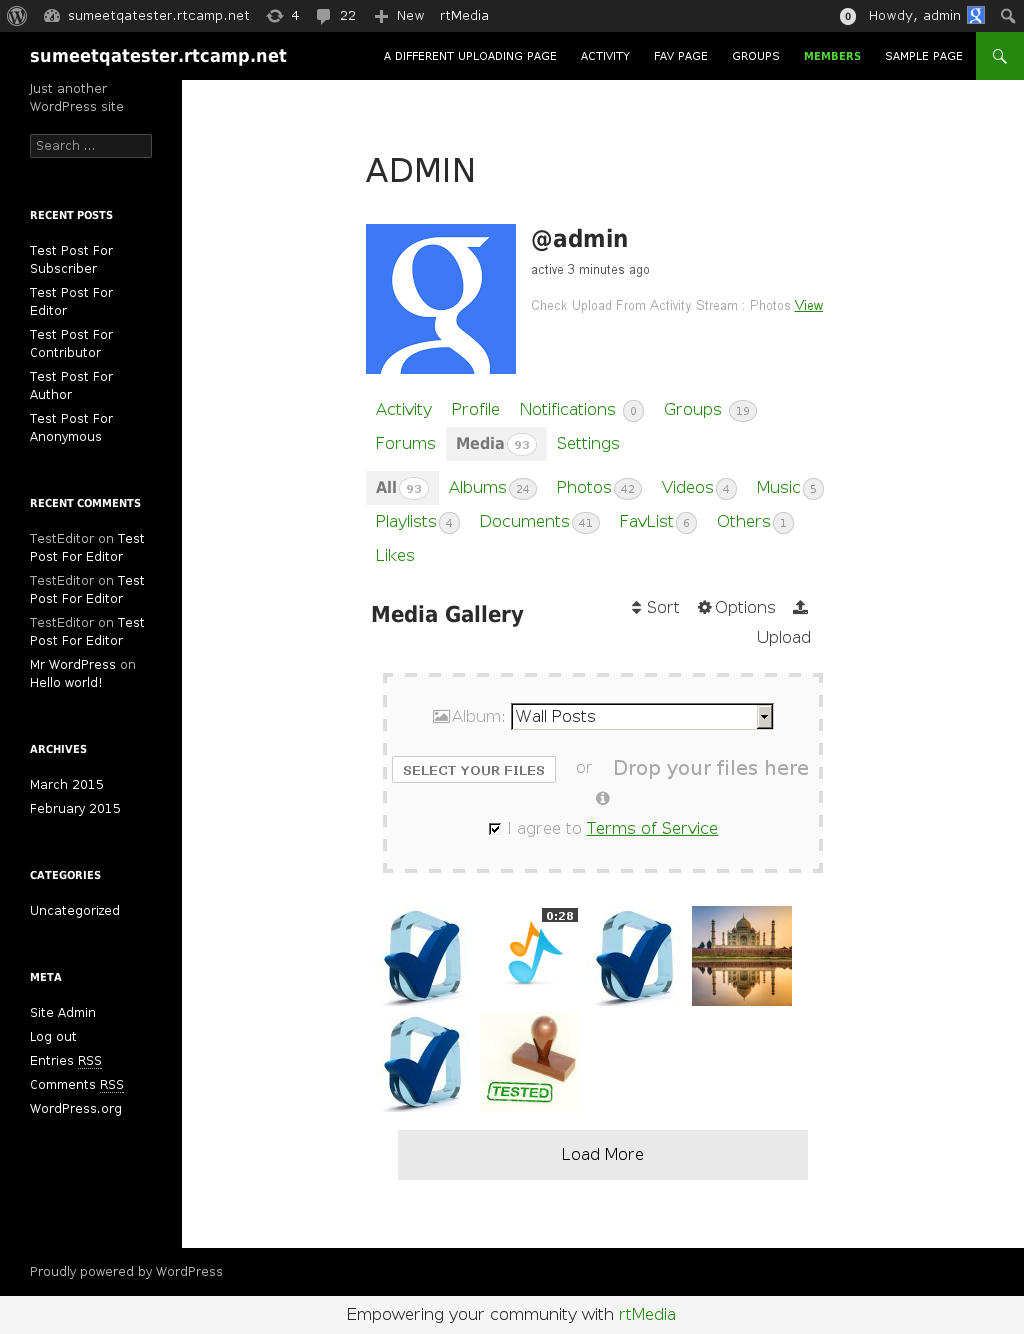 sumeetqatester.rtcamp.net 4 22 New rtMedia 0 Howdy, admin
sumeetqatester.rtcamp.net A DIFFERENT UPLOADING PAGE ACTIVITY FAV PAGE GROUPS MEMBERS SAMPLE PAGE
Just another
WordPress site
Search ...
RECENT POSTS
Test Post For
Subscriber
Test Post For
Editor
Test Post For
Contributor
Test Post For
Author
Test Post For
Anonymous
RECENT COMMENTS
TestEditor on Test
Post For Editor
TestEditor on Test
Post For Editor
TestEditor on Test
Post For Editor
Mr WordPress on
Hello world!
ARCHIVES
March 2015
February 2015
CATEGORIES
Uncategorized
META
Site Admin
Log out
Entries RSS
Comments RSS
WordPress.org
ADMIN
g
@admin
active 3 minutes ago
Check Upload From Activity Stream : Photos View
Activity Profile Notifications 0 Groups 19
Forums Media 93 Settings
All 93 Albums 24 Photos 42 Videos 4 Music 5
Playlists 4 Documents 41 FavList 6 Others 1
Likes
Media Gallery
Sort Options
Upload
Album: Wall Posts
SELECT YOUR FILES or Drop your files here
I agree to Terms of Service
0:28
TESTED
Load More
Proudly powered by WordPress
Empowering your community with rtMedia